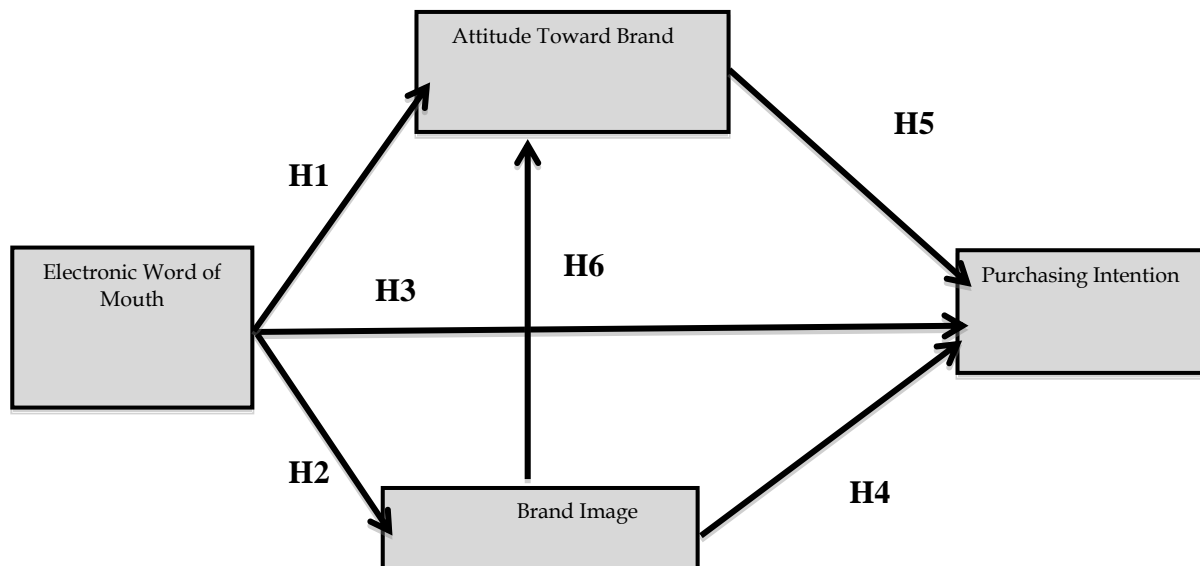 Attitude Toward Brand
H5
H1
Electronic Word of
Mouth
H3
H6
Purchasing Intention
H2
Brand Image
H4